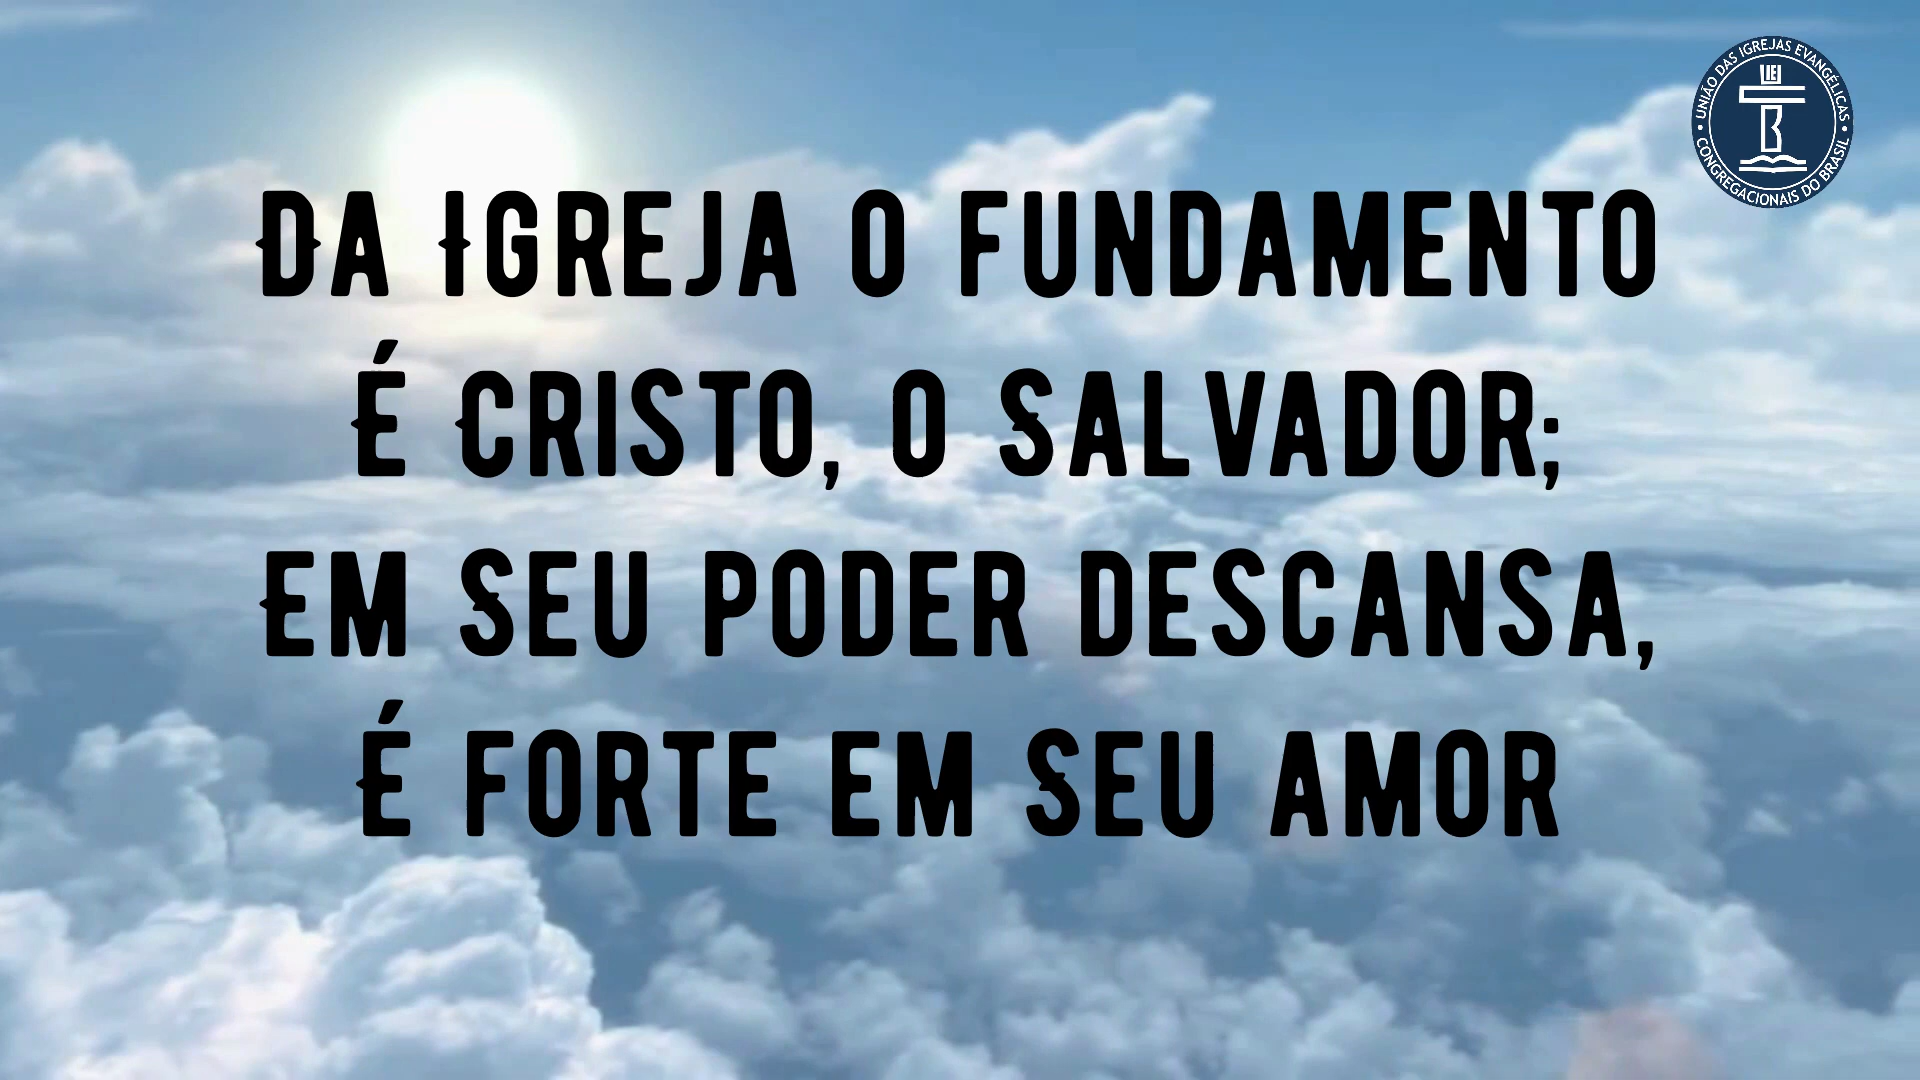 Da Igreja o fundamento
É Cristo, o Salvador;
Em Seu poder descansa,
É forte em Seu amor
• UNIÃO DAS IGREJAS EVANGÉLICAS •
CONGREGACIONAIS DO BRASIL